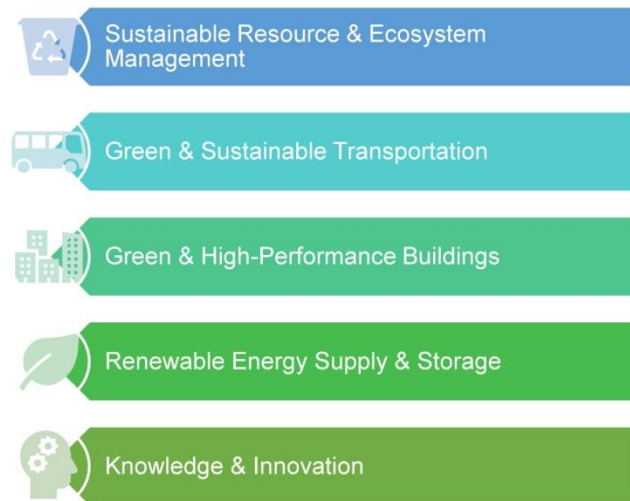 Sustainable Resource & Ecosystem
Management
Green & Sustainable Transportation
Green & High-Performance Buildings
Renewable Energy Supply & Storage
Knowledge & Innovation